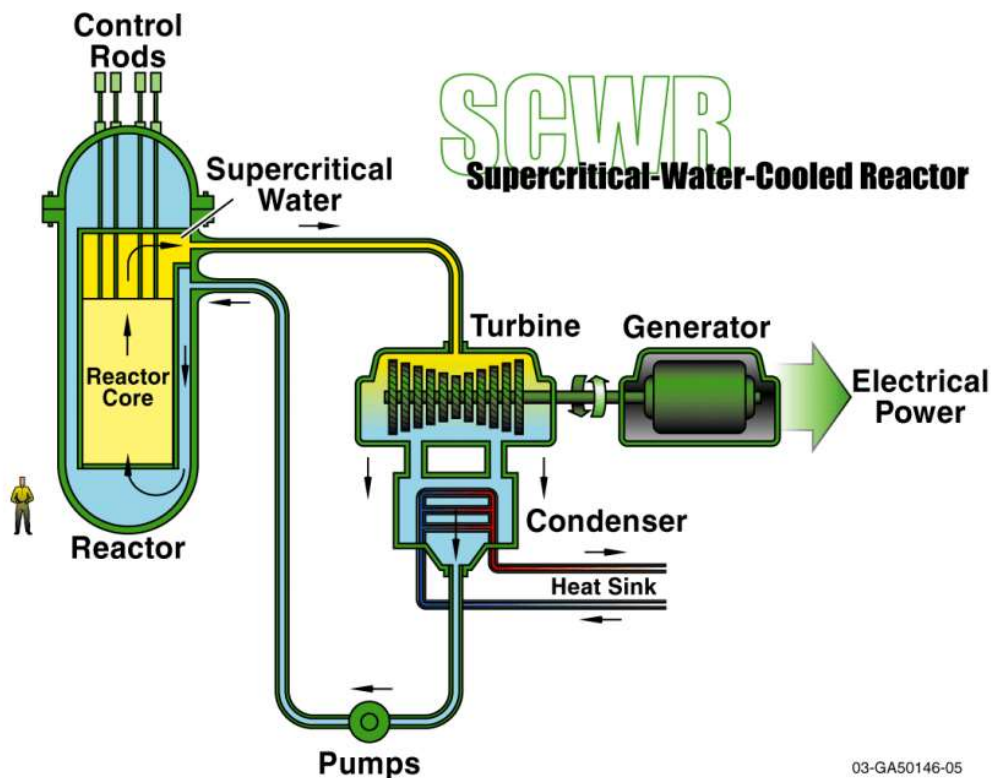 Control
Rods
SCWR
Supercritical-Water-Cooled Reactor
Supercritical
Water
Turbine
Generator
Electrical
Power
Reactor
Core
Reactor
Condenser
Heat Sink
Pumps
03-GA50146-05